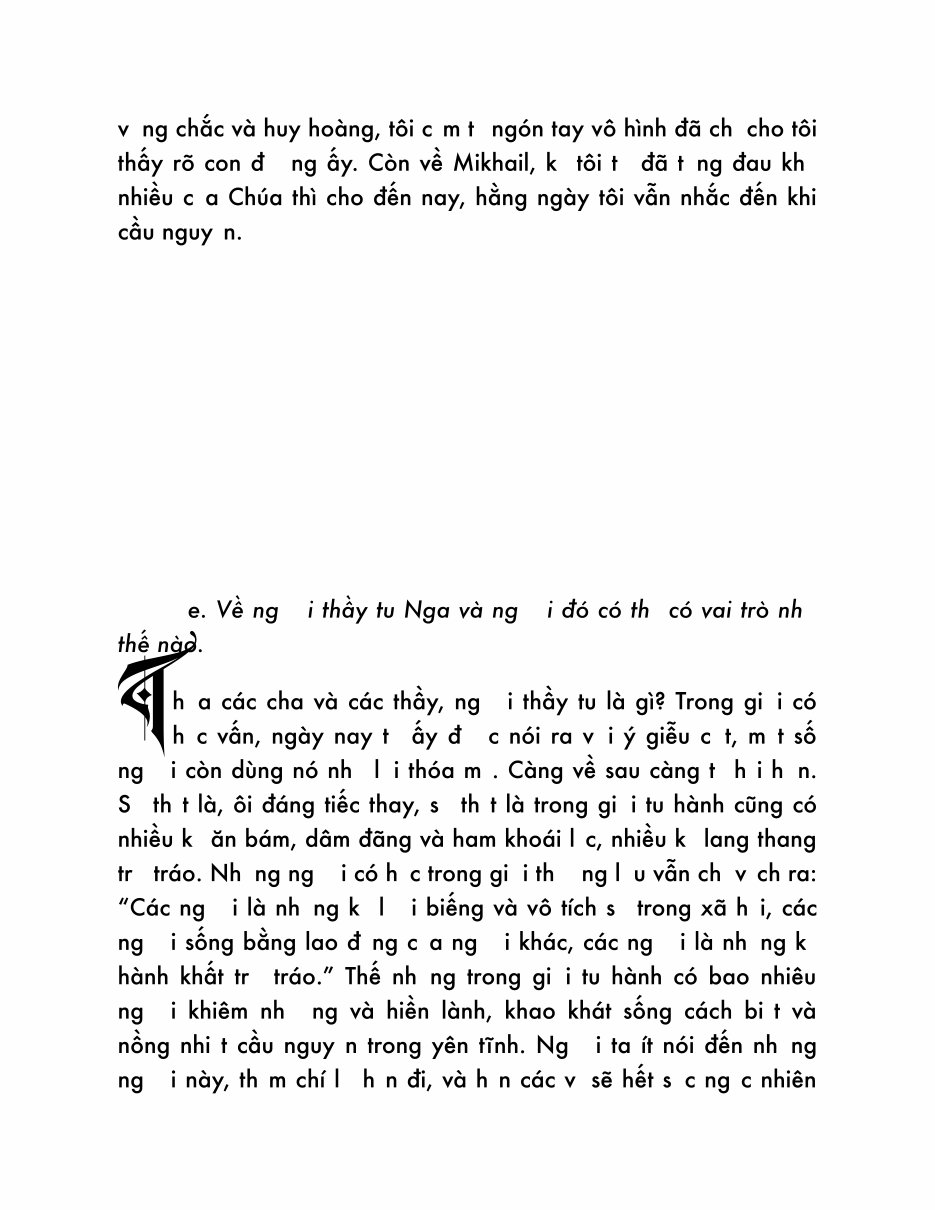 v ng chắc và huy hoàng, tôi c m t ngón tay vô hình đã ch cho tôi
thấy rõ con đ ng ấy. Còn về Mikhail, k tôi t đã t ng đau kh
nhiều c a Chúa thì cho đến nay, hằng ngày tôi vẫn nhắc đến khi
cầu nguy n.
e. Về ng i thầy tu Nga và ng i đó có th có vai trò nh
thế nào.
Th a các cha và các thầy, ng i thầy tu là gì? Trong gi i có
h c vấn, ngày nay t ấy đ c nói ra v i ý giễu c t, m t số
ng i còn dùng nó nh l i thóa m . Càng về sau càng t h i h n.
S th t là, ôi đáng tiếc thay, s th t là trong gi i tu hành cũng có
nhiều k ăn bám, dâm đãng và ham khoái l c, nhiều k lang thang
tr tráo. Nh ng ng i có h c trong gi i th ng l u vẫn ch v ch ra:
“Các ng i là nh ng k l i biếng và vô tích s trong xã h i, các
ng i sống bằng lao đ ng c a ng i khác, các ng i là nh ng k
hành khất tr tráo.” Thế nh ng trong gi i tu hành có bao nhiêu
ng i khiêm nh ng và hiền lành, khao khát sống cách bi t và
nồng nhi t cầu nguy n trong yên tĩnh. Ng i ta ít nói đến nh ng
ng i này, th m chí l h n đi, và h n các v sẽ hết s c ng c nhiên